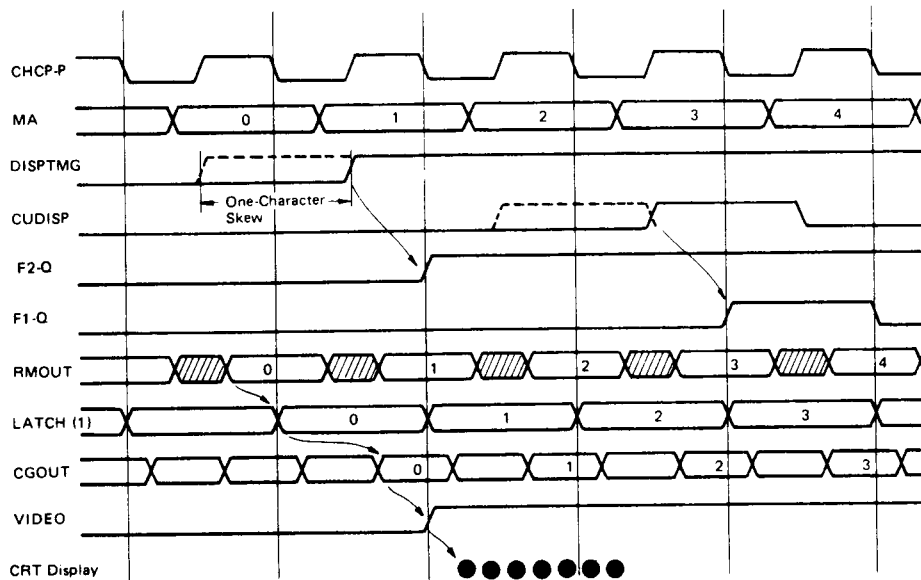 CHCP-P
MA 0 1 2 3 4
DISPTMG
One-Character
Skew
CUDISP
F2-Q
F1-Q
RMOUT 0 1 2 3 4
LATCH (1) 0 1 2 3
CGOUT 0 1 2 3
VIDEO
CRT Display